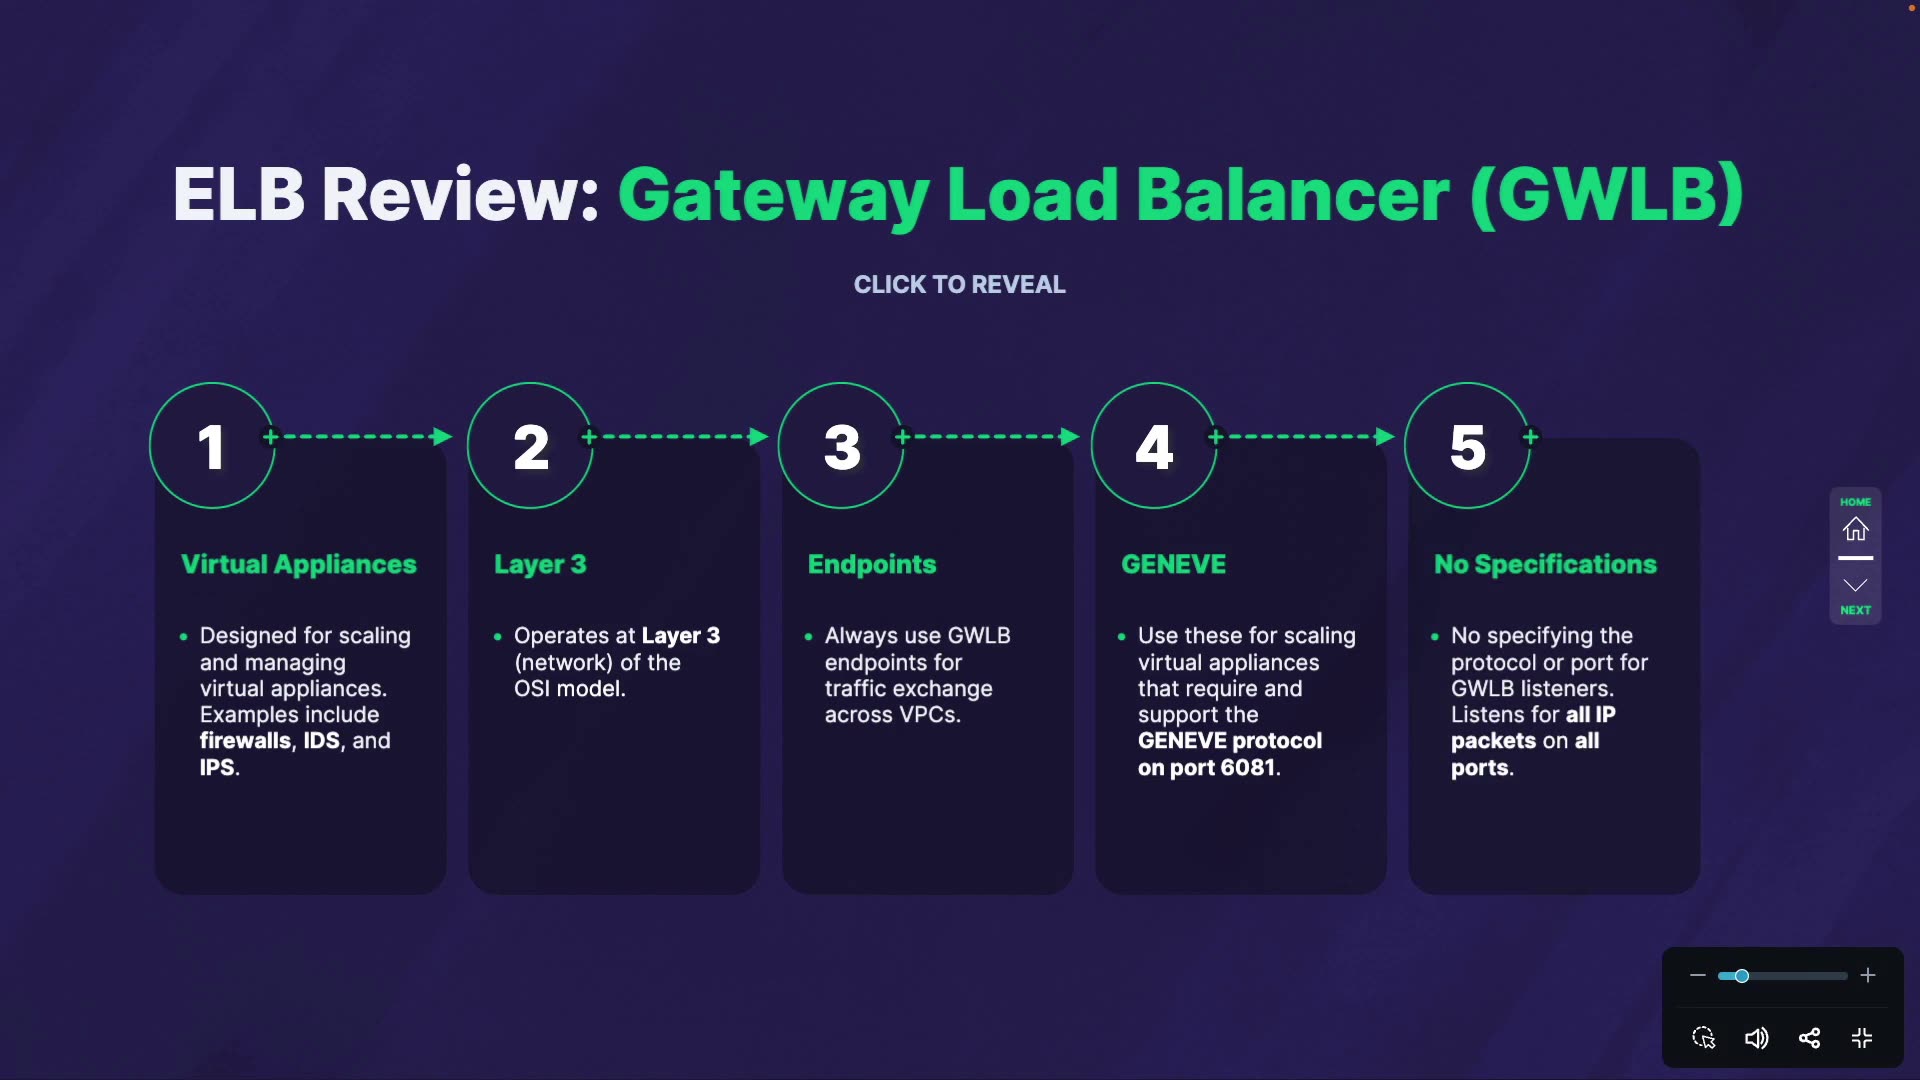 ELB Review: Gateway Load Balancer (GWLB)
CLICK TO REVEAL
1
Virtual Appliances
• Designed for scaling
and managing
virtual appliances.
Examples include
firewalls, IDS, and
IPS.
2
Layer 3
• Operates at Layer 3
(network) of the
OSI model.
3
Endpoints
• Always use GWLB
endpoints for
traffic exchange
across VPCs.
4
GENEVE
• Use these for scaling
virtual appliances
that require and
support the
GENEVE protocol
on port 6081.
5
No Specifications
• No specifying the
protocol or port for
GWLB listeners.
Listens for all IP
packets on all
ports.
HOME
NEXT